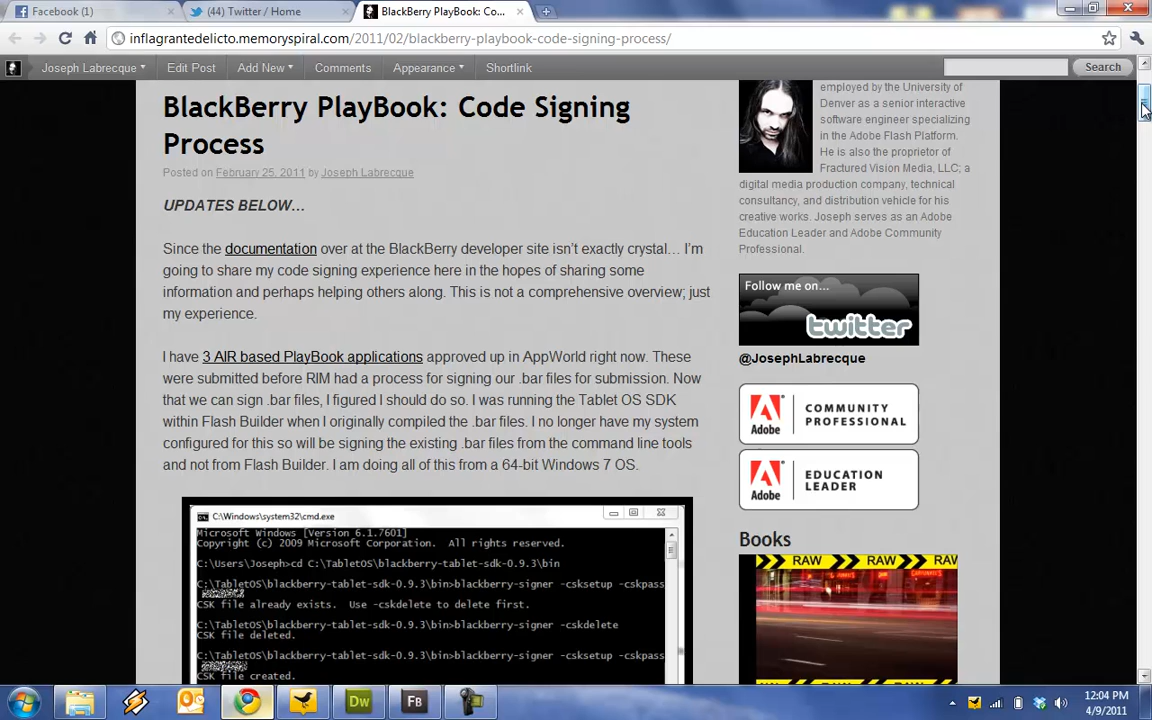 Facebook (1)
(44) Twitter / Home
BlackBerry PlayBook: Co...
inflagrantedelicto.memoryspiral.com/2011/02/blackberry-playbook-code-signing-process/
Joseph Labrecque
Edit Post
Add New
Comments
Appearance
Shortlink
Search
BlackBerry PlayBook: Code Signing
Process
Posted on February 25, 2011 by Joseph Labrecque
UPDATES BELOW…
Since the documentation over at the BlackBerry developer site isn't exactly crystal… I'm
going to share my code signing experience here in the hopes of sharing some
information and perhaps helping others along. This is not a comprehensive overview; just
my experience.
I have 3 AIR based PlayBook applications approved up in AppWorld right now. These
were submitted before RIM had a process for signing our .bar files for submission. Now
that we can sign .bar files, I figured I should do so. I was running the Tablet OS SDK
within Flash Builder when I originally compiled the .bar files. I no longer have my system
configured for this so will be signing the existing .bar files from the command line tools
and not from Flash Builder. I am doing all of this from a 64-bit Windows 7 OS.
C:\Windows\system32\cmd.exe
Microsoft Windows [Version 6.1.7601]
Copyright (c) 2009 Microsoft Corporation. All rights reserved.
C:\Users\Joseph>cd C:\TabletOS\blackberry-tablet-sdk-0.9.3\bin
C:\TabletOS\blackberry-tablet-sdk-0.9.3\bin>blackberry-signer -csksetup -cskpass
CSK file already exists. Use -cskdelete to delete first.
C:\TabletOS\blackberry-tablet-sdk-0.9.3\bin>blackberry-signer -cskdelete
CSK file deleted.
C:\TabletOS\blackberry-tablet-sdk-0.9.3\bin>blackberry-signer -csksetup -cskpass
CSK file created.
employed by the University of
Denver as a senior interactive
software engineer specializing
in the Adobe Flash Platform.
He is also the proprietor of
Fractured Vision Media, LLC; a
digital media production company, technical
consultancy, and distribution vehicle for his
creative works. Joseph serves as an Adobe
Education Leader and Adobe Community
Professional.
Follow me on...
twitter
@JosephLabrecque
Adobe
COMMUNITY
PROFESSIONAL
Adobe
EDUCATION
LEADER
Books
RAW RAW RAW
Dw
FB
12:04 PM
4/9/2011